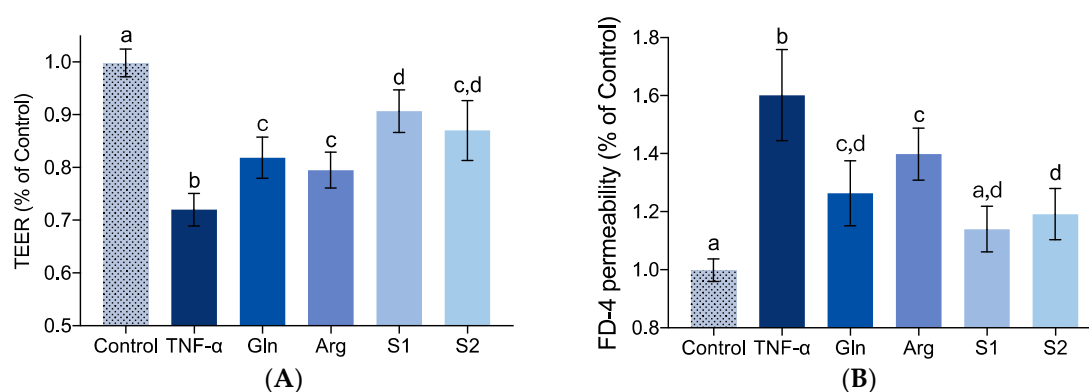 TEER (% of Control)
1.0
0.9
0.8
0.7
0.6
0.5
a
b
c
c
d
c,d
Control TNF-α Gln Arg S1 S2
(A)
FD-4 permeability (% of Control)
1.8
1.6
1.4
1.2
1.0
0.8
a
b
c,d
c
a,d
d
Control TNF-α Gln Arg S1 S2
(B)